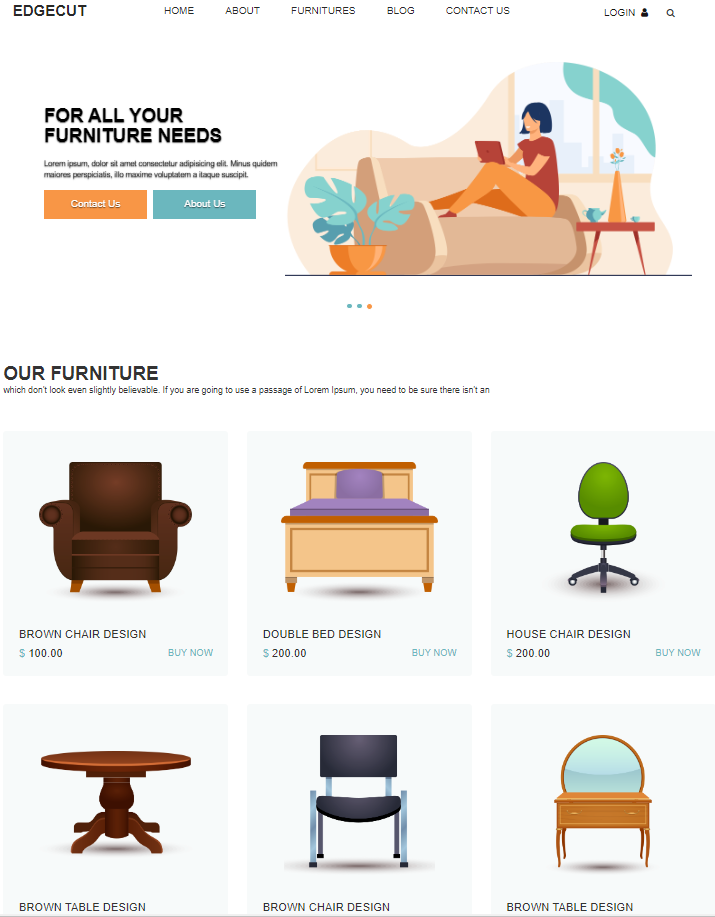 EDGECUT HOME ABOUT FURNITURES BLOG CONTACT US LOGIN
FOR ALL YOUR
FURNITURE NEEDS
Lorem ipsum, dolor sit amet consectetur adipisicing elit. Minus quidem
maiores perspiciatis, illo maxime voluptatem a itaque suscipit.
Contact Us About Us
OUR FURNITURE
which don't look even slightly believable. If you are going to use a passage of Lorem Ipsum, you need to be sure there isn't an
BROWN CHAIR DESIGN DOUBLE BED DESIGN HOUSE CHAIR DESIGN
$ 100.00 BUY NOW $ 200.00 BUY NOW $ 200.00 BUY NOW
BROWN TABLE DESIGN BROWN CHAIR DESIGN BROWN TABLE DESIGN